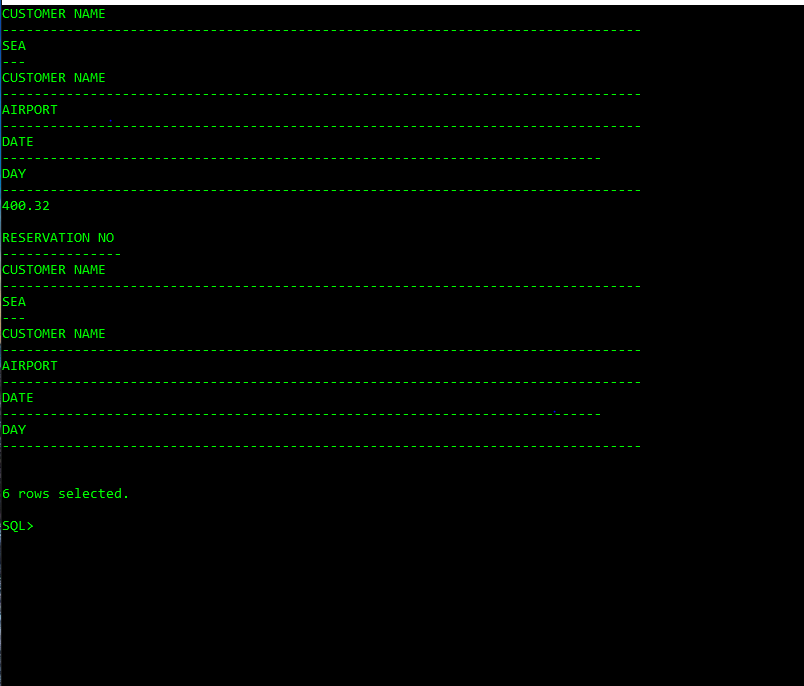 CUSTOMER NAME
--------------------------------------------------------------------------------
SEA
---
CUSTOMER NAME
--------------------------------------------------------------------------------
AIRPORT
--------------------------------------------------------------------------------
DATE
---------------------------------------------------------------------------
DAY
--------------------------------------------------------------------------------
400.32

RESERVATION NO
---------------
CUSTOMER NAME
--------------------------------------------------------------------------------
SEA
---
CUSTOMER NAME
--------------------------------------------------------------------------------
AIRPORT
--------------------------------------------------------------------------------
DATE
---------------------------------------------------------------------------
DAY
--------------------------------------------------------------------------------


6 rows selected.

SQL>